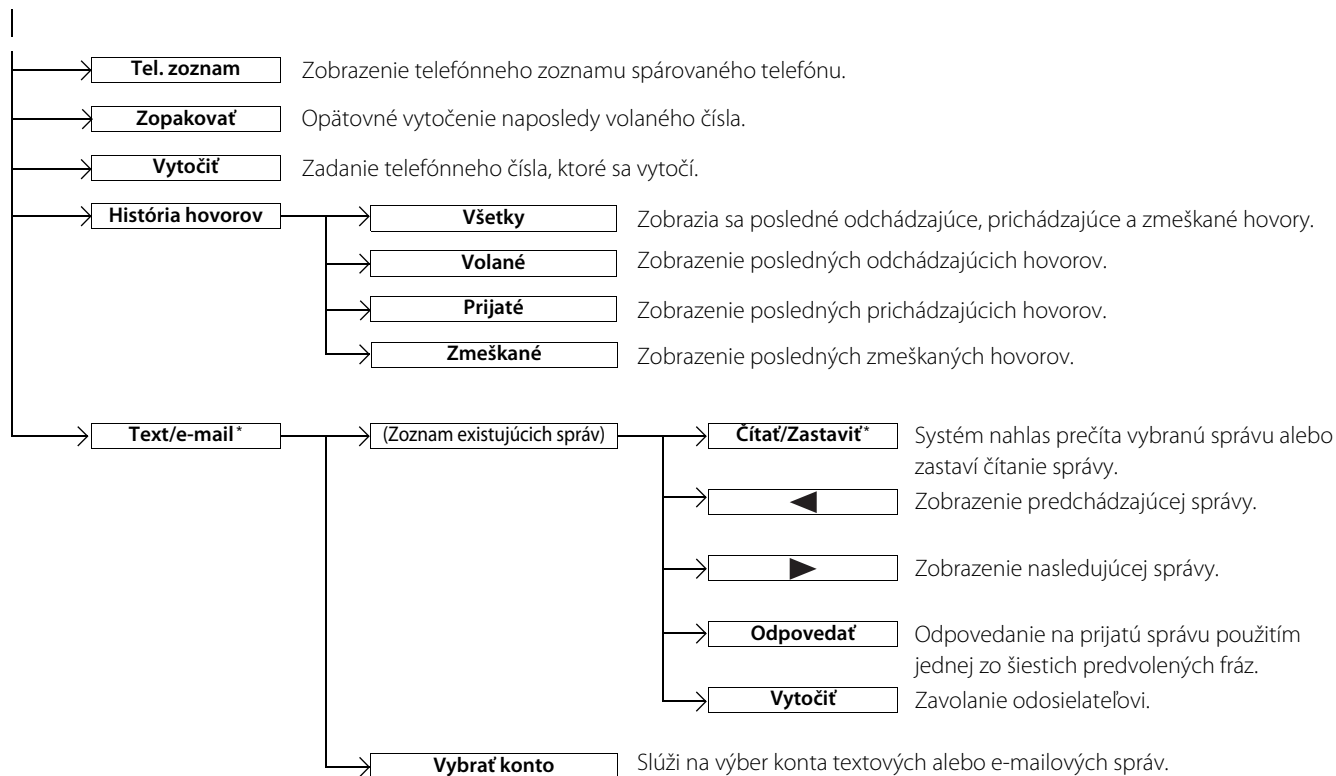 Tel. zoznam Zobrazenie telefónneho zoznamu spárovaného telefónu.
Zopakovať Opätovné vytočenie naposledy volaného čísla.
Vytočiť Zadanie telefónneho čísla, ktoré sa vytočí.
História hovorov Všetky Zobrazia sa posledné odchádzajúce, prichádzajúce a zmeškané hovory.
Volané Zobrazenie posledných odchádzajúcich hovorov.
Prijaté Zobrazenie posledných prichádzajúcich hovorov.
Zmeškané Zobrazenie posledných zmeškaných hovorov.
Text/e-mail* (Zoznam existujúcich správ) Čítať/Zastaviť* Systém nahlas prečíta vybranú správu alebo
zastaví čítanie správy.
◄ Zobrazenie predchádzajúcej správy.
► Zobrazenie nasledujúcej správy.
Odpovedať Odpovedanie na prijatú správu použitím
jednej zo šiestich predvolených fráz.
Vytočiť Zavolanie odosielateľovi.
Vybrať konto Slúži na výber konta textových alebo e-mailových správ.